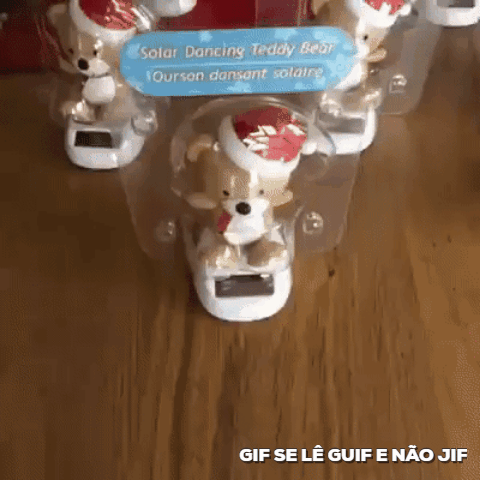 Solar Dancing Teddy Bear
Ourson dansant solaire
GIF SE LÊ GUIF E NÃO JIF